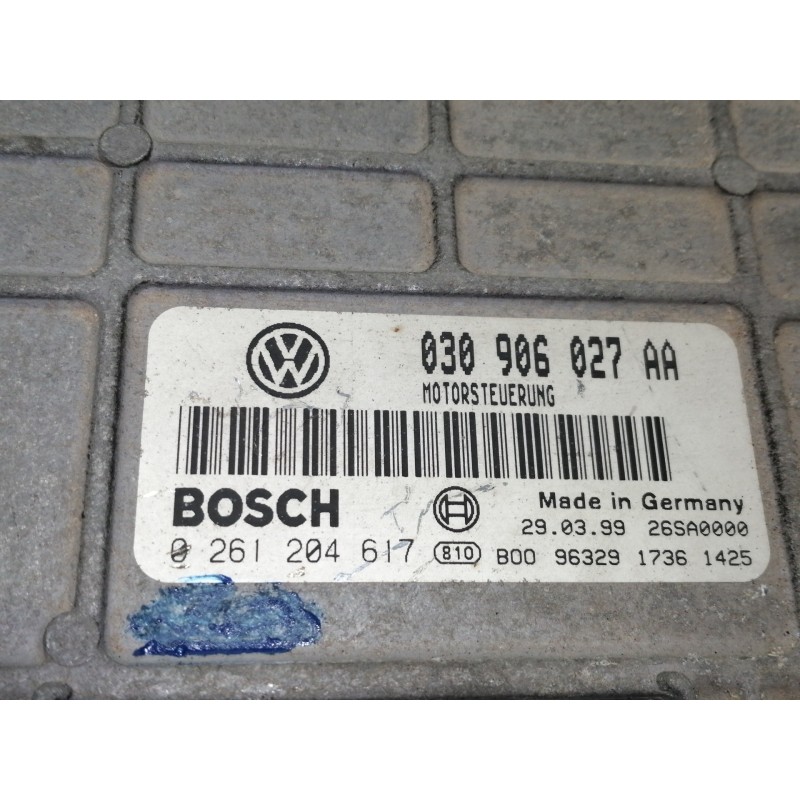 030 906 027 AA
MOTORSTEUERUNG
BOSCH
Made in Germany
29.03.99 26SA0000
0 261 204 617 810 B00 96329 1736 1425